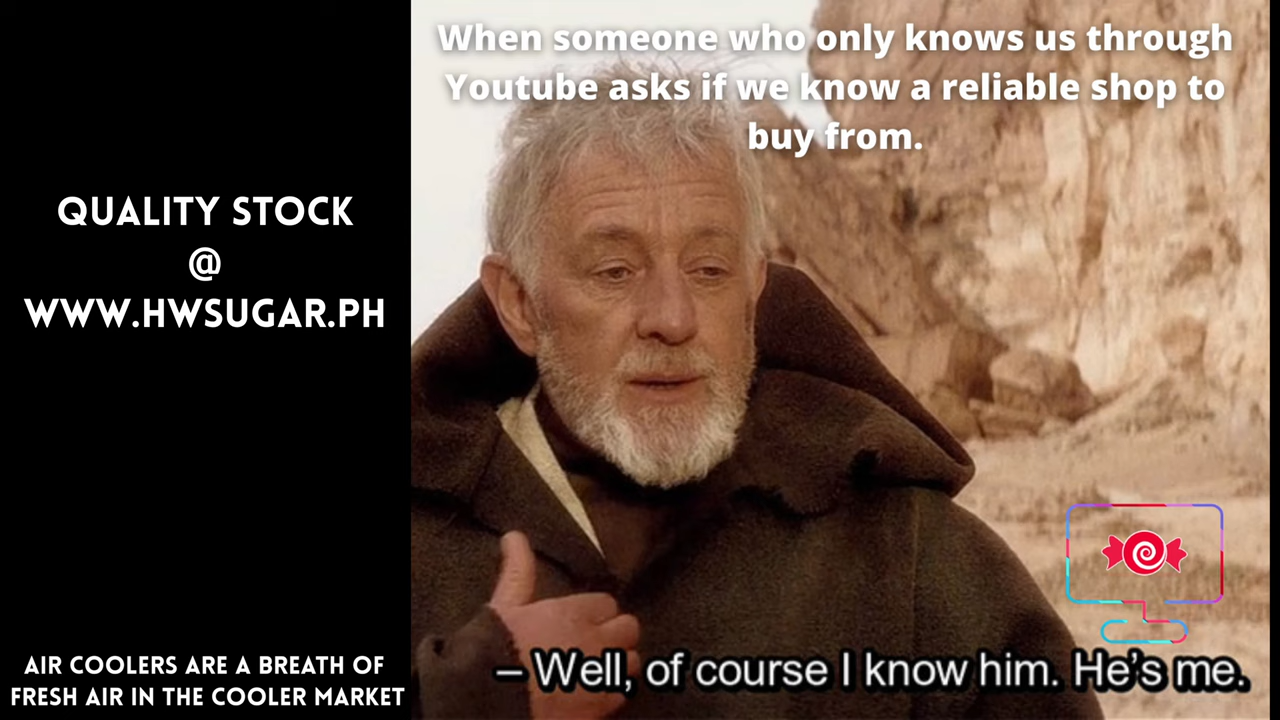 QUALITY STOCK
@
WWW.HWSUGAR.PH
AIR COOLERS ARE A BREATH OF
FRESH AIR IN THE COOLER MARKET
When someone who only knows us through
Youtube asks if we know a reliable shop to
buy from.
– Well, of course I know him. He's me.